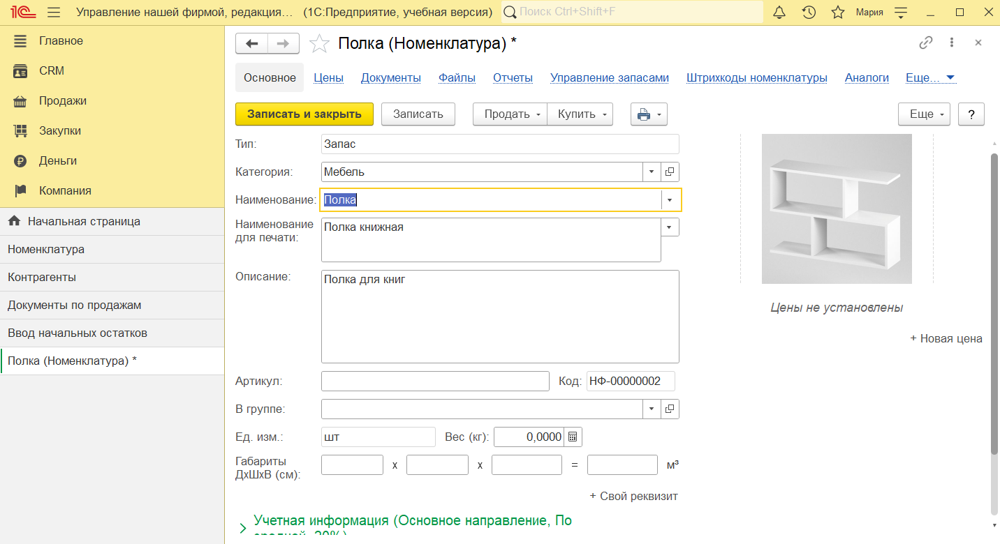 1С Управление нашей фирмой, редакция... (1С:Предприятие, учебная версия) Поиск Ctrl+Shift+F Мария
Главное
CRM
Продажи
Закупки
Деньги
Компания
Начальная страница
Номенклатура
Контрагенты
Документы по продажам
Ввод начальных остатков
Полка (Номенклатура) *
Полка (Номенклатура) *
Основное Цены Документы Файлы Отчеты Управление запасами Штрихкоды номенклатуры Аналоги Еще...
Записать и закрыть Записать Продать Купить Еще ?
Тип: Запас
Категория: Мебель
Наименование: Полка
Наименование
для печати: Полка книжная
Описание: Полка для книг
Артикул: Код: НФ-00000002
В группе:
Ед. изм.: шт Вес (кг): 0,0000
Габариты
ДхШхВ (см): х х = м³
+ Свой реквизит
Учетная информация (Основное направление, По
средней, 20%)
Цены не установлены
+ Новая цена